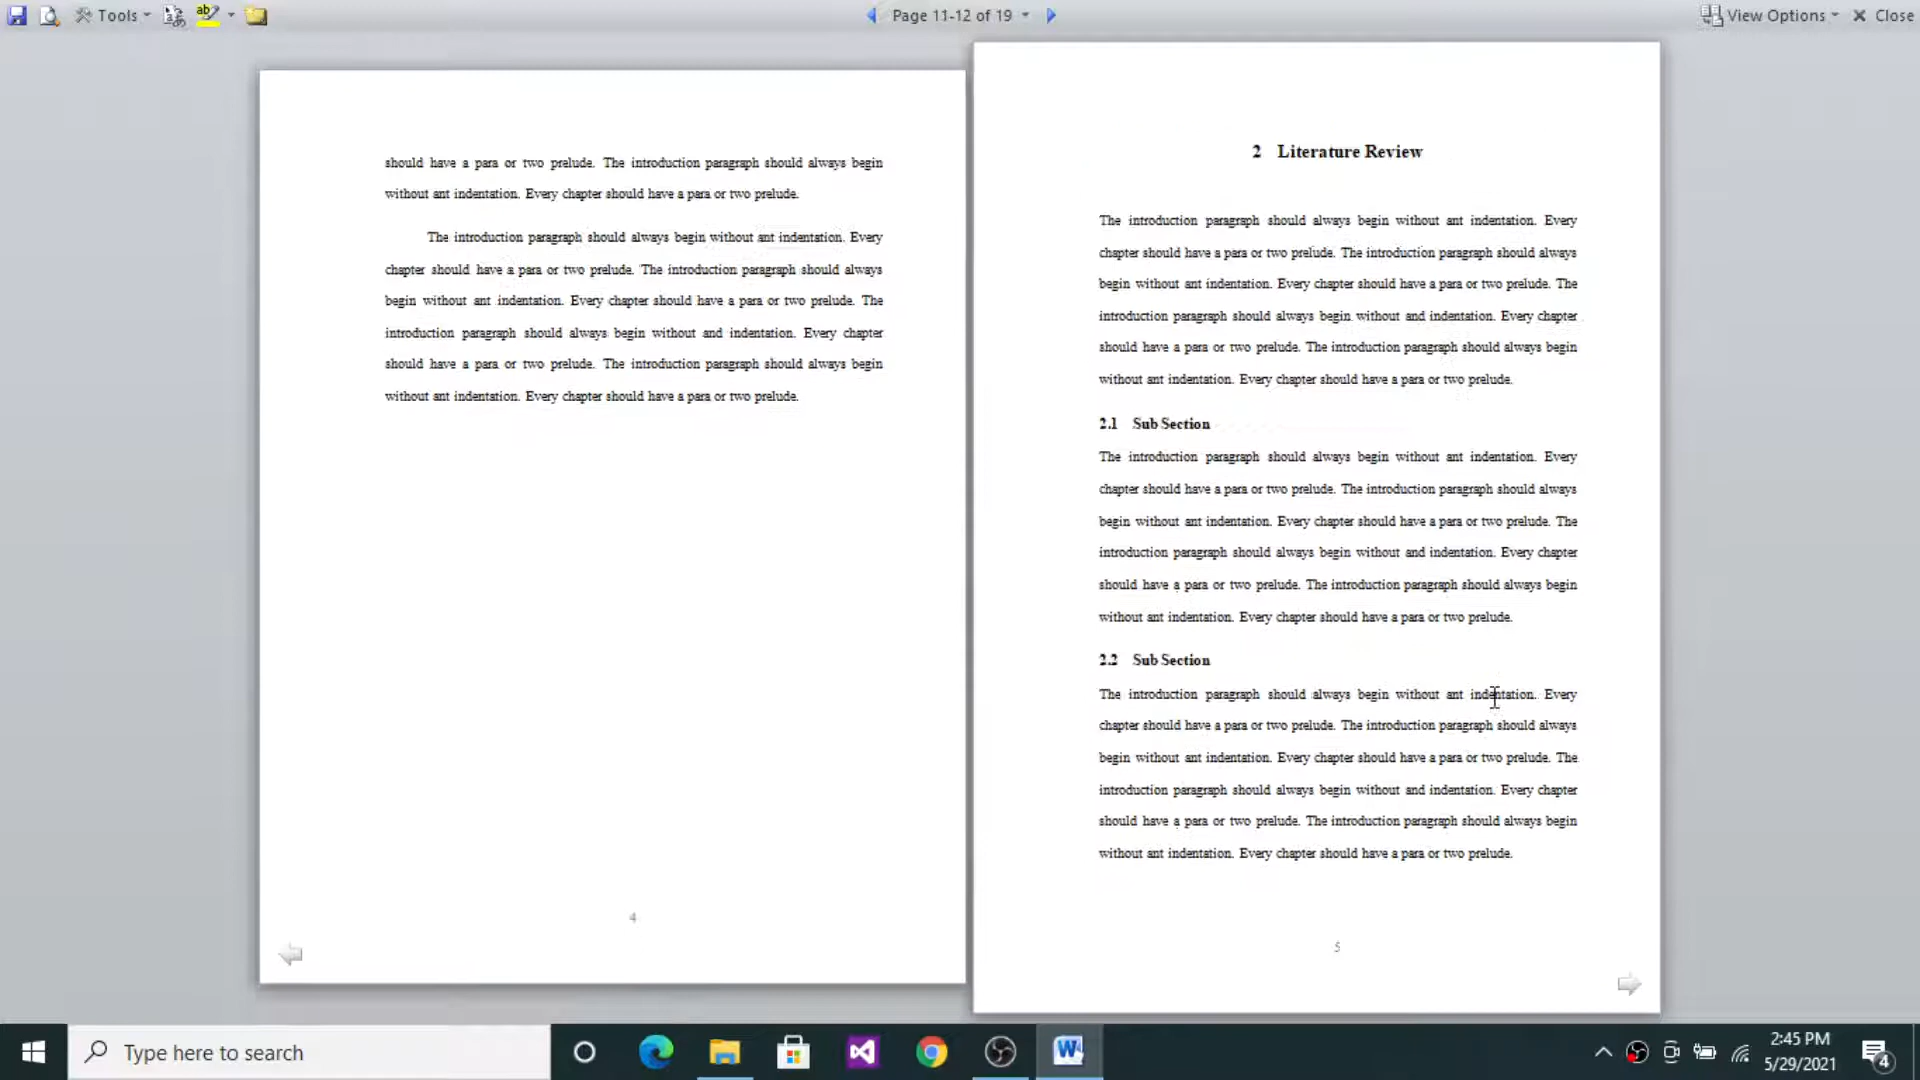 Tools
Page 11-12 of 19
View Options
Close
should have a para or two prelude. The introduction paragraph should always begin
without ant indentation. Every chapter should have a para or two prelude.
The introduction paragraph should always begin without ant indentation. Every
chapter should have a para or two prelude. The introduction paragraph should always
begin without ant indentation. Every chapter should have a para or two prelude. The
introduction paragraph should always begin without and indentation. Every chapter
should have a para or two prelude. The introduction paragraph should always begin
without ant indentation. Every chapter should have a para or two prelude.
4
2 Literature Review
The introduction paragraph should always begin without ant indentation. Every
chapter should have a para or two prelude. The introduction paragraph should always
begin without ant indentation. Every chapter should have a para or two prelude. The
introduction paragraph should always begin without and indentation. Every chapter
should have a para or two prelude. The introduction paragraph should always begin
without ant indentation. Every chapter should have a para or two prelude.
2.1 Sub Section
The introduction paragraph should always begin without ant indentation. Every
chapter should have a para or two prelude. The introduction paragraph should always
begin without ant indentation. Every chapter should have a para or two prelude. The
introduction paragraph should always begin without and indentation. Every chapter
should have a para or two prelude. The introduction paragraph should always begin
without ant indentation. Every chapter should have a para or two prelude.
2.2 Sub Section
The introduction paragraph should always begin without ant indentation. Every
chapter should have a para or two prelude. The introduction paragraph should always
begin without ant indentation. Every chapter should have a para or two prelude. The
introduction paragraph should always begin without and indentation. Every chapter
should have a para or two prelude. The introduction paragraph should always begin
without ant indentation. Every chapter should have a para or two prelude.
5
Type here to search
2:45 PM
5/29/2021
4